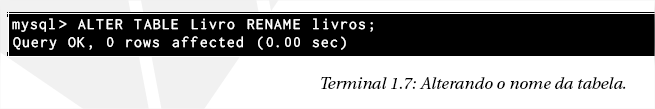 mysql> ALTER TABLE Livro RENAME livros;
Query OK, 0 rows affected (0.00 sec)
Terminal 1.7: Alterando o nome da tabela.